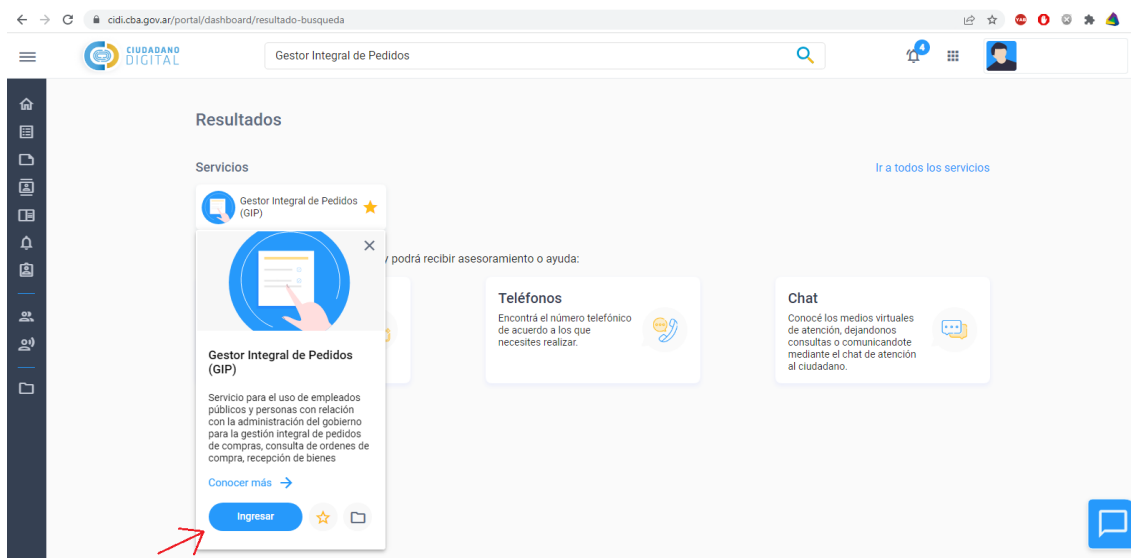 cidi.cba.gov.ar/portal/dashboard/resultado-busqueda
CIUDADANO
DIGITAL
Gestor Integral de Pedidos
4
Resultados
Servicios
Ir a todos los servicios
Gestor Integral de Pedidos
(GIP)
y podrá recibir asesoramiento o ayuda:
Teléfonos
Encontrá el número telefónico
de acuerdo a los que
necesites realizar.
Chat
Conocé los medios virtuales
de atención, dejandonos
consultas o comunicandote
mediante el chat de atención
al ciudadano.
Gestor Integral de Pedidos
(GIP)
Servicio para el uso de empleados
públicos y personas con relación
con la administración del gobierno
para la gestión integral de pedidos
de compras, consulta de ordenes de
compra, recepción de bienes
Conocer más
Ingresar